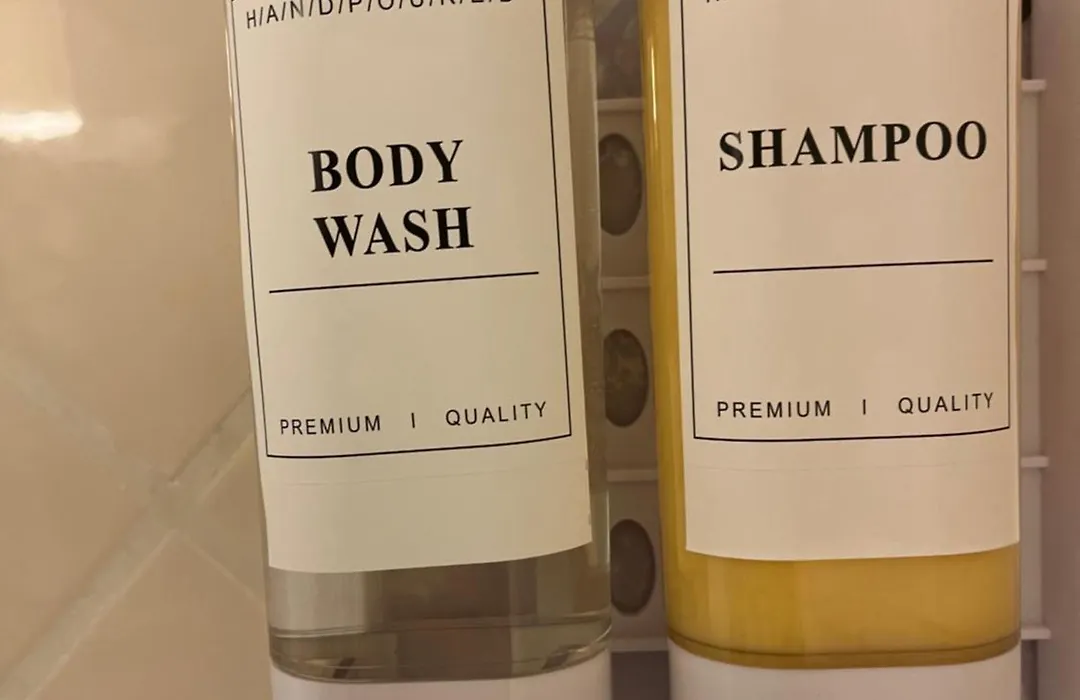 H/A/N/D/P/O/U/R/E/D
BODY
WASH
PREMIUM I QUALITY
SHAMPOO
PREMIUM I QUALITY